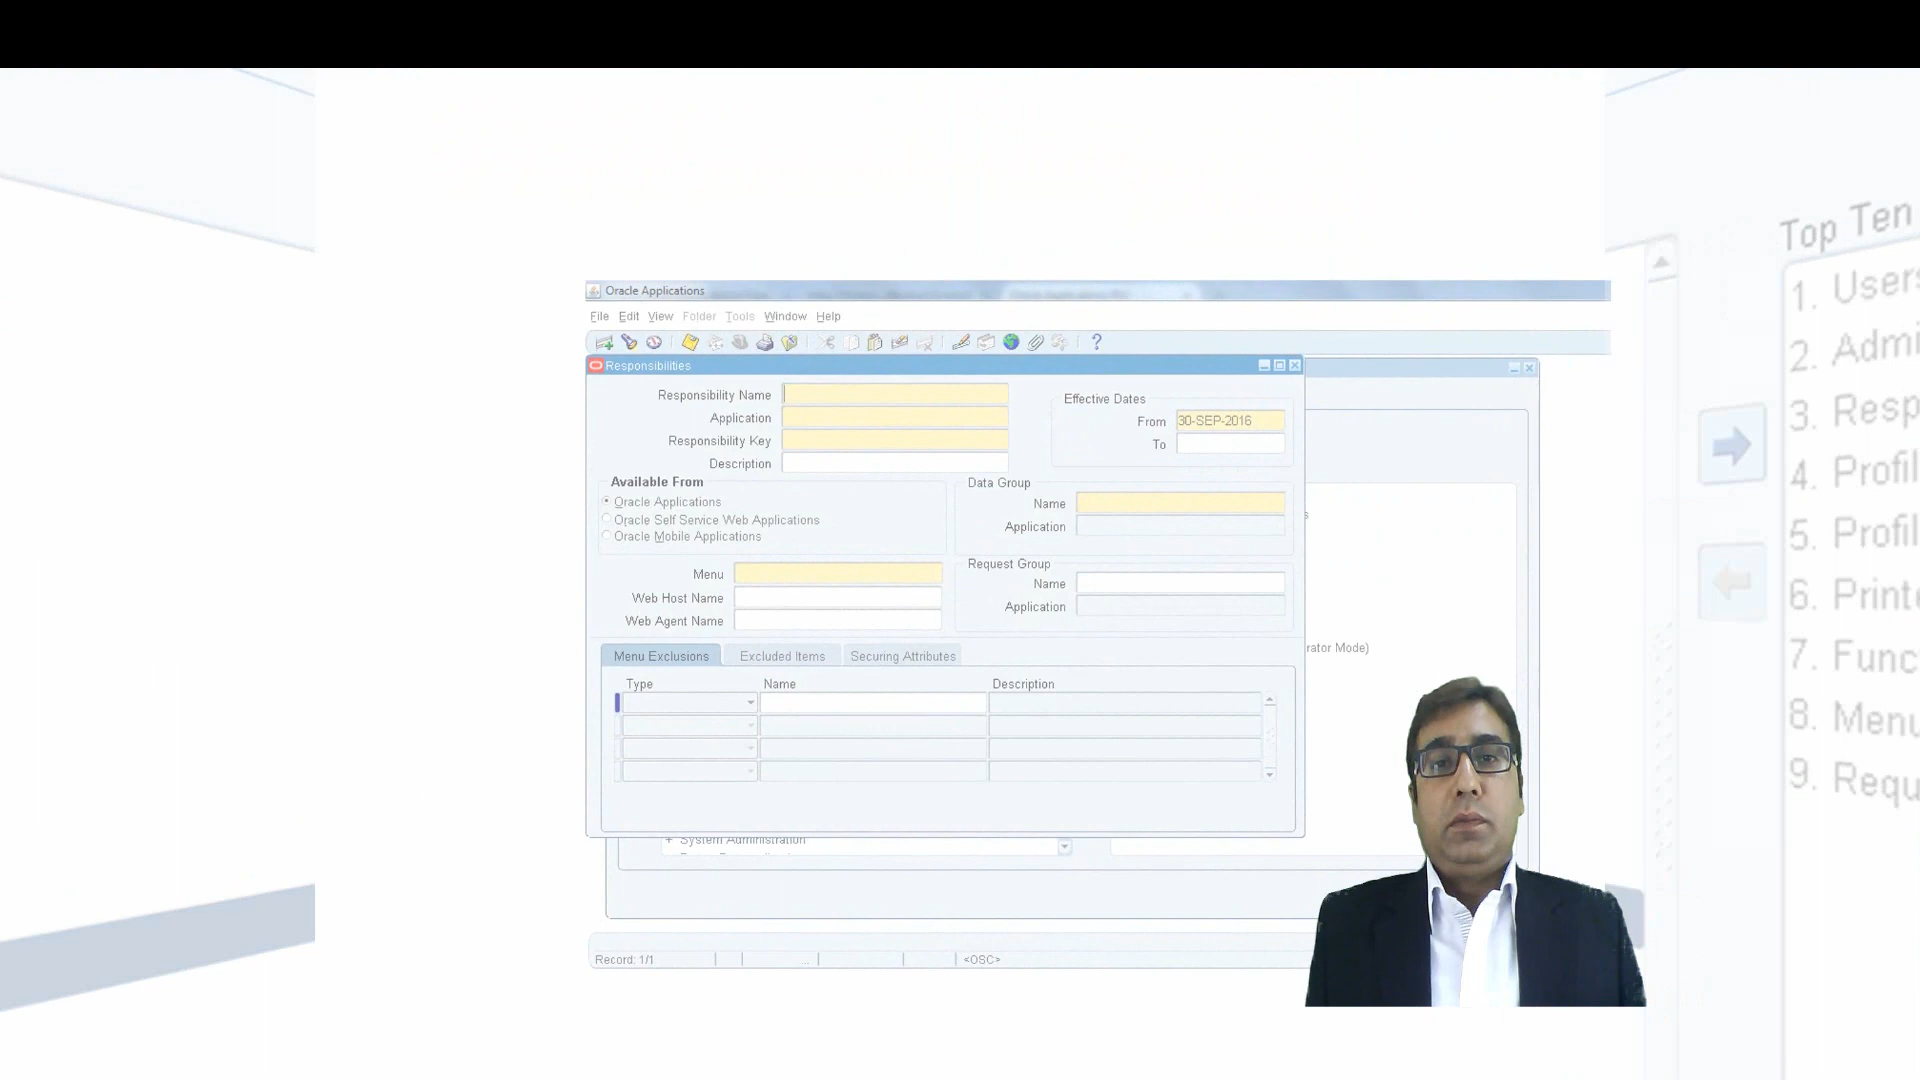 Oracle Applications
File Edit View Folder Tools Window Help
Responsibilities
Responsibility Name
Application
Responsibility Key
Description
Effective Dates
From 30-SEP-2016
To
Available From
Oracle Applications
Oracle Self Service Web Applications
Oracle Mobile Applications
Data Group
Name
Application
Menu
Web Host Name
Web Agent Name
Request Group
Name
Application
Menu Exclusions Excluded Items Securing Attributes
Type Name Description
rator Mode)
+ System Administration
Record: 1/1 ... <OSC>
Top Ten
1. Users
2. Admi
3. Resp
4. Profil
5. Profil
6. Printe
7. Func
8. Menu
9. Requ